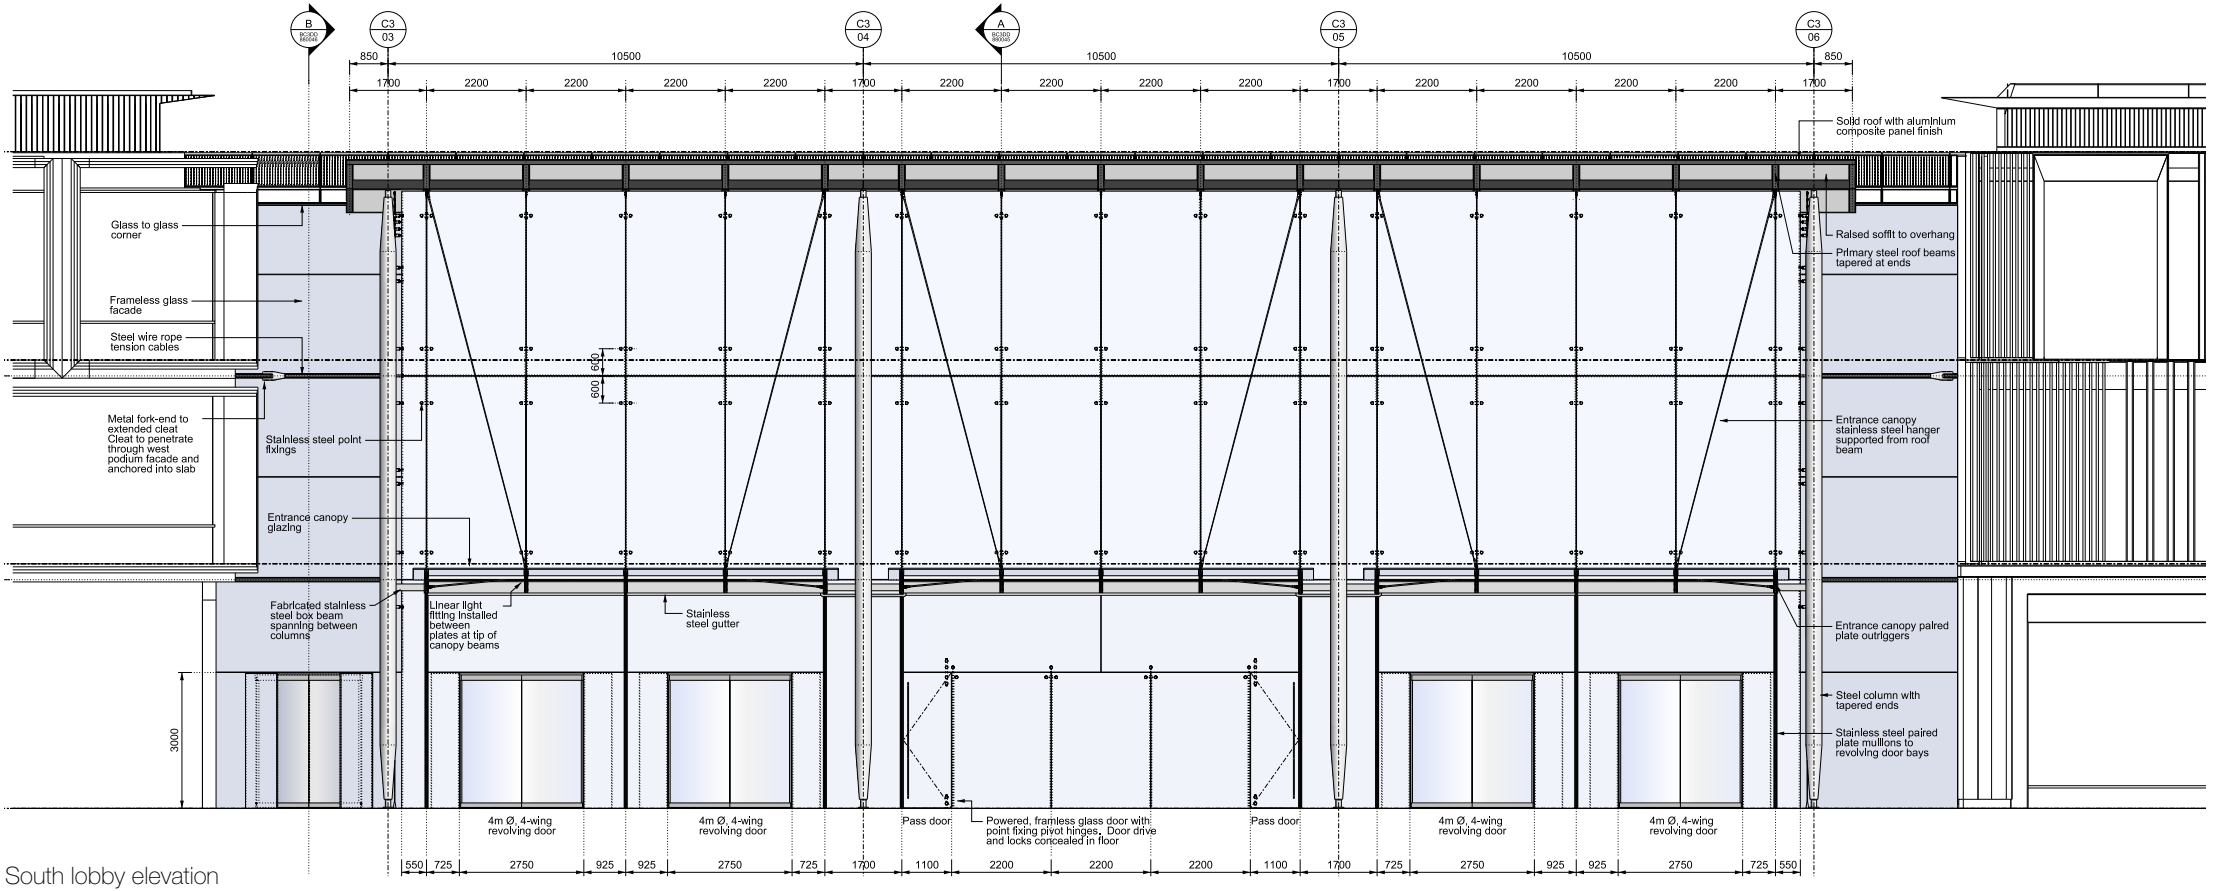 B
BC3DD
880046
C3
03
C3
04
A
BC3DD
880045
C3
05
C3
06
850
10500
10500
10500
850
1700
2200
2200
2200
2200
1700
2200
2200
2200
2200
1700
2200
2200
2200
2200
1700
Solid roof with aluminium
composite panel finish
Glass to glass
corner
Raised soffit to overhang
Primary steel roof beams
tapered at ends
Frameless glass
facade
Steel wire rope
tension cables
600
600
Metal fork-end to
extended cleat
Cleat to penetrate
through west
podium facade and
anchored into slab
Stainless steel point
fixings
Entrance canopy
stainless steel hanger
supported from roof
beam
Entrance canopy
glazing
Fabricated stainless
steel box beam
spanning between
columns
Linear light
fitting installed
between
plates at tip of
canopy beams
Stainless
steel gutter
Entrance canopy paired
plate outriggers
3000
Steel column with
tapered ends
Stainless steel paired
plate mullions to
revolving door bays
4m Ø, 4-wing
revolving door
4m Ø, 4-wing
revolving door
Pass door
Powered, framless glass door with
point fixing pivot hinges. Door drive
and locks concealed in floor
Pass door
4m Ø, 4-wing
revolving door
4m Ø, 4-wing
revolving door
550
725
2750
925
925
2750
725
1700
1100
2200
2200
2200
1100
1700
725
2750
925
925
2750
725
550
South lobby elevation